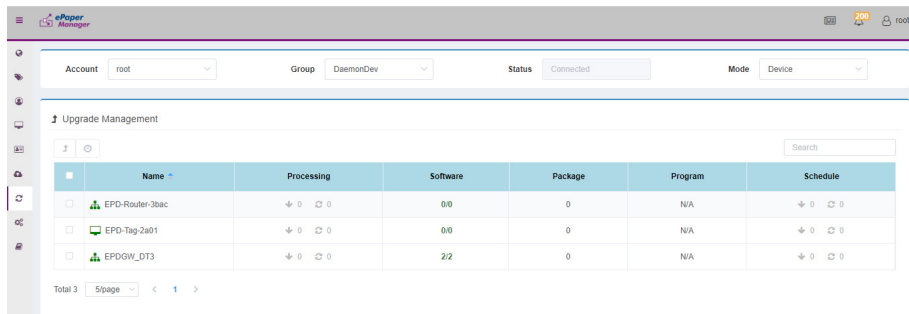 ePaper
Manager
200
root
Account root Group DaemonDev Status Connected Mode Device
Upgrade Management
Search
Name Processing Software Package Program Schedule
EPD-Router-3bac 0 0 0/0 0 N/A 0 0
EPD-Tag-2a01 0 0 0/0 0 N/A 0 0
EPDGW_DT3 0 0 2/2 0 N/A 0 0
Total 3 5/page < 1 >